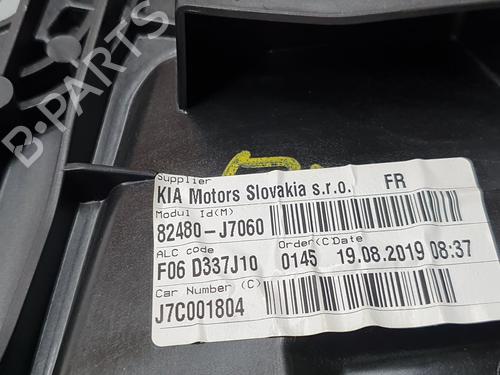 B-PARTS
Supplier
KIA Motors Slovakia s.r.o. FR
Modul Id(M)
82480-J7060
ALC code Order(C Date
F06 D337J10 0145 19.08.2019 08:37
Car Number (C)
J7C001804